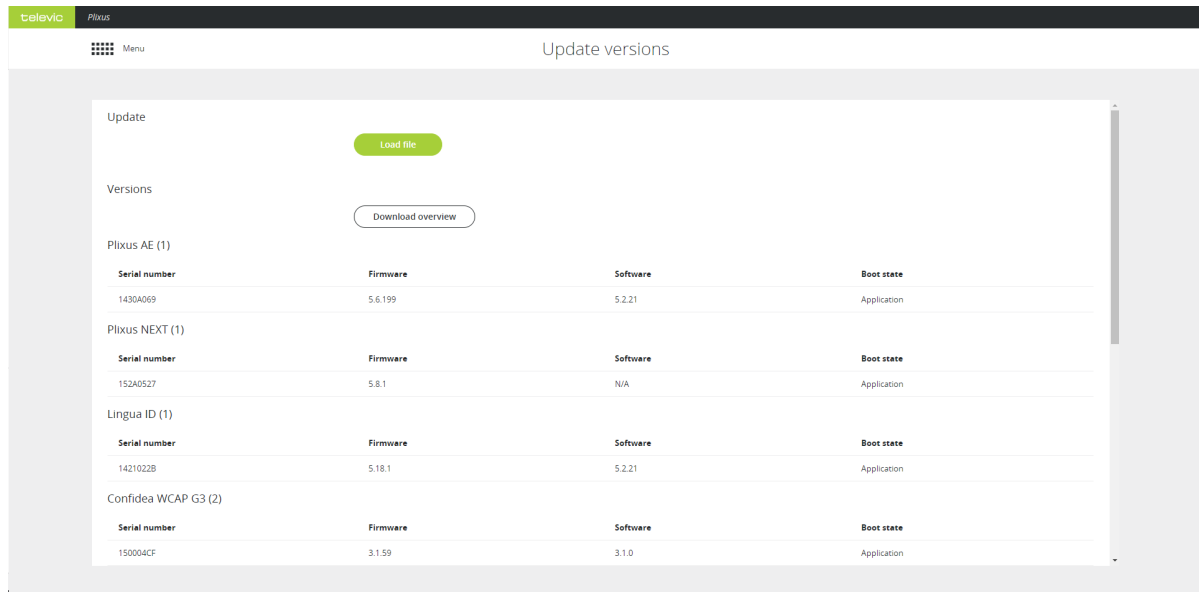 televic Plixus
Menu Update versions
Update
Load file
Versions
Download overview
Plixus AE (1)
Serial number Firmware Software Boot state
1430A069 5.6.199 5.2.21 Application
Plixus NEXT (1)
Serial number Firmware Software Boot state
152A0527 5.8.1 N/A Application
Lingua ID (1)
Serial number Firmware Software Boot state
1421022B 5.18.1 5.2.21 Application
Confidea WCAP G3 (2)
Serial number Firmware Software Boot state
150004CF 3.1.59 3.1.0 Application